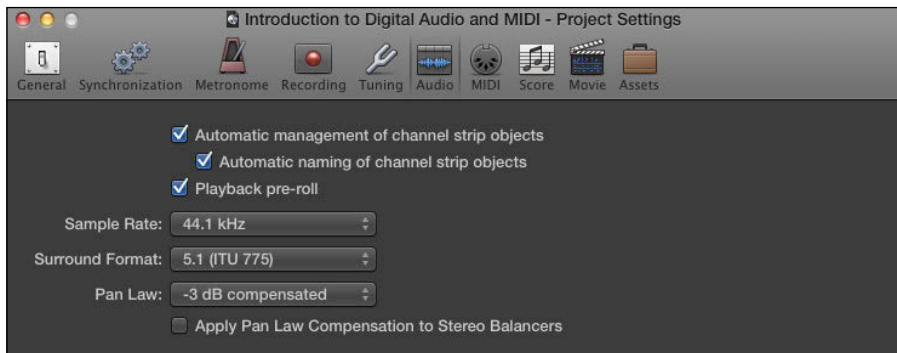 Introduction to Digital Audio and MIDI - Project Settings
General Synchronization Metronome Recording Tuning Audio MIDI Score Movie Assets
Automatic management of channel strip objects
Automatic naming of channel strip objects
Playback pre-roll
Sample Rate: 44.1 kHz
Surround Format: 5.1 (ITU 775)
Pan Law: -3 dB compensated
Apply Pan Law Compensation to Stereo Balancers